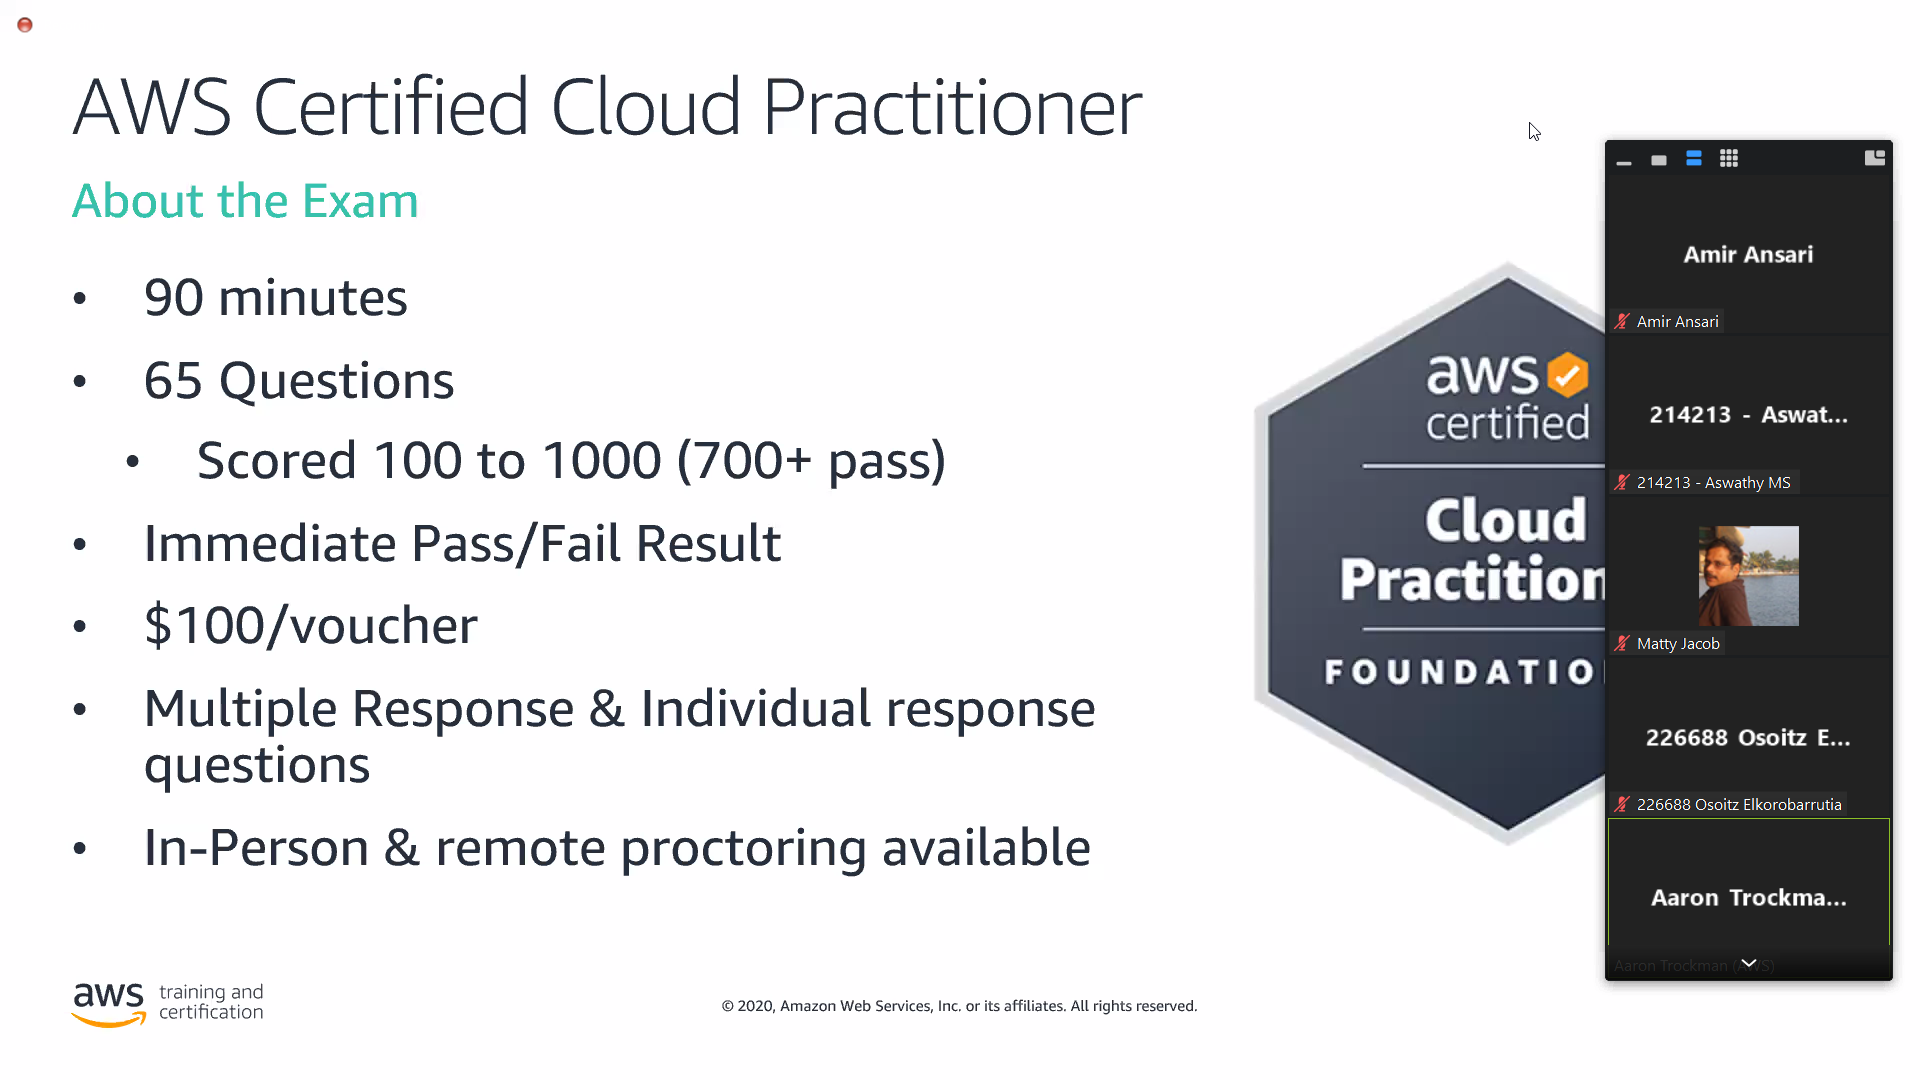 AWS Certified Cloud Practitioner
About the Exam
• 90 minutes
• 65 Questions
• Scored 100 to 1000 (700+ pass)
• Immediate Pass/Fail Result
• $100/voucher
• Multiple Response & Individual response
questions
• In-Person & remote proctoring available
aws
certified
Cloud
Practition
FOUNDATIO
Amir Ansari
Amir Ansari
214213 - Aswat...
214213 - Aswathy MS
Matty Jacob
226688 Osoitz E...
226688 Osoitz Elkorobarrutia
Aaron Trockma...
Aaron Trockman (AWS)
aws training and
certification
© 2020, Amazon Web Services, Inc. or its affiliates. All rights reserved.